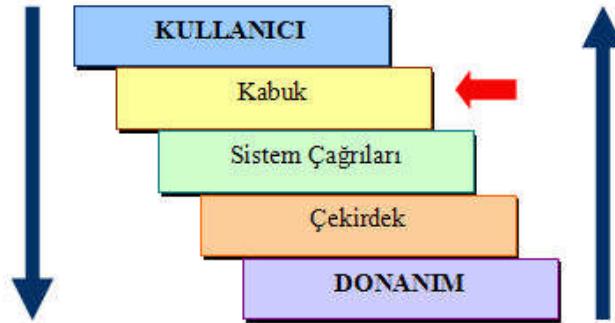 KULLANICI
Kabuk
Sistem Çağrıları
Çekirdek
DONANIM